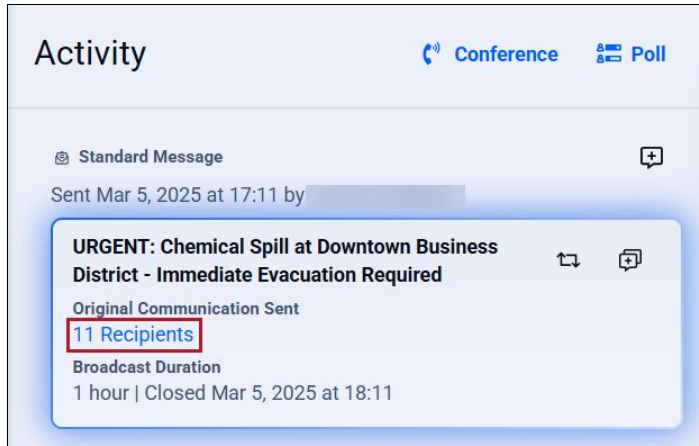 Activity
Conference
Poll
Standard Message
Sent Mar 5, 2025 at 17:11 by
URGENT: Chemical Spill at Downtown Business
District - Immediate Evacuation Required
Original Communication Sent
11 Recipients
Broadcast Duration
1 hour | Closed Mar 5, 2025 at 18:11